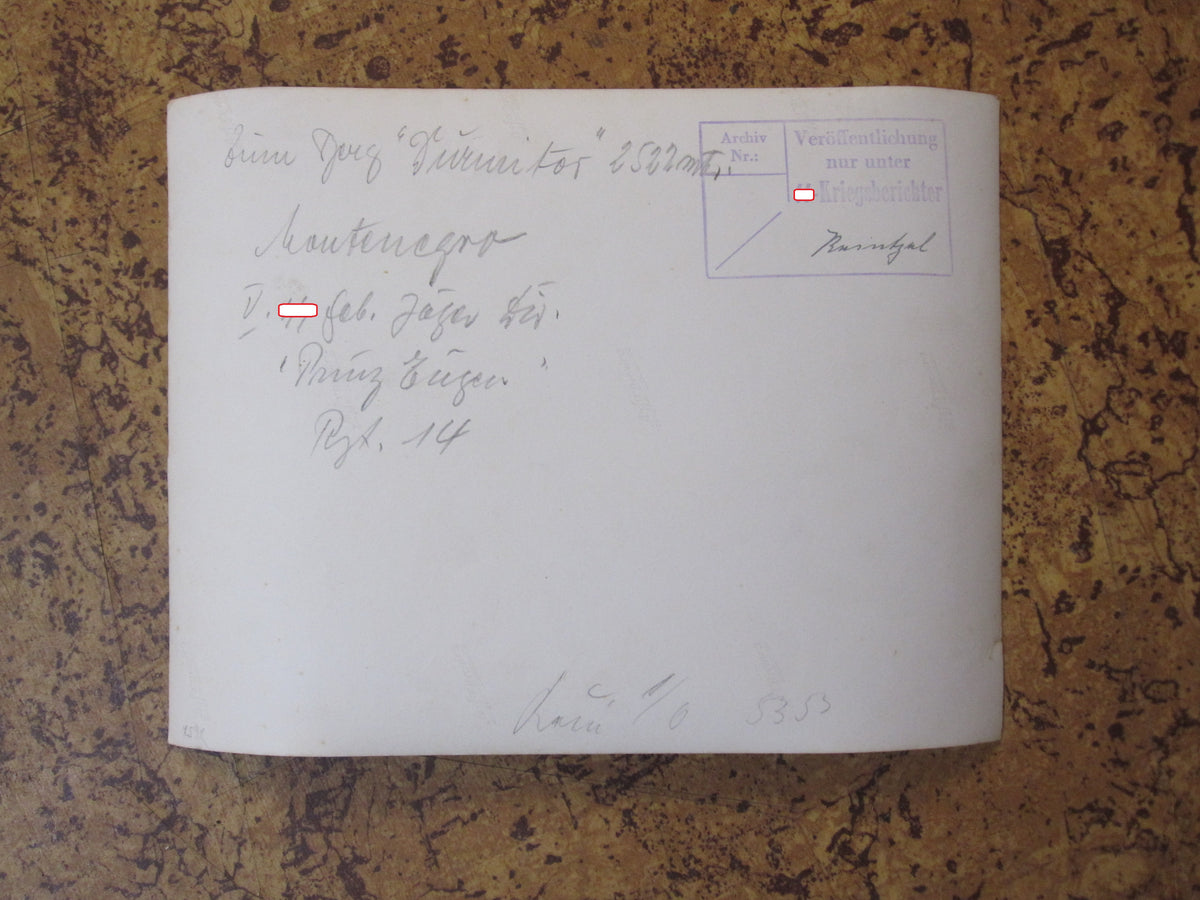 Zum Berg "Durmitor" 2522 mt.
Montenegro
V. Geb. Jäger Div.
"Prinz Eugen"
Rgt. 14
Archiv
Nr.:
Veröffentlichung
nur unter
Kriegsberichter
5353